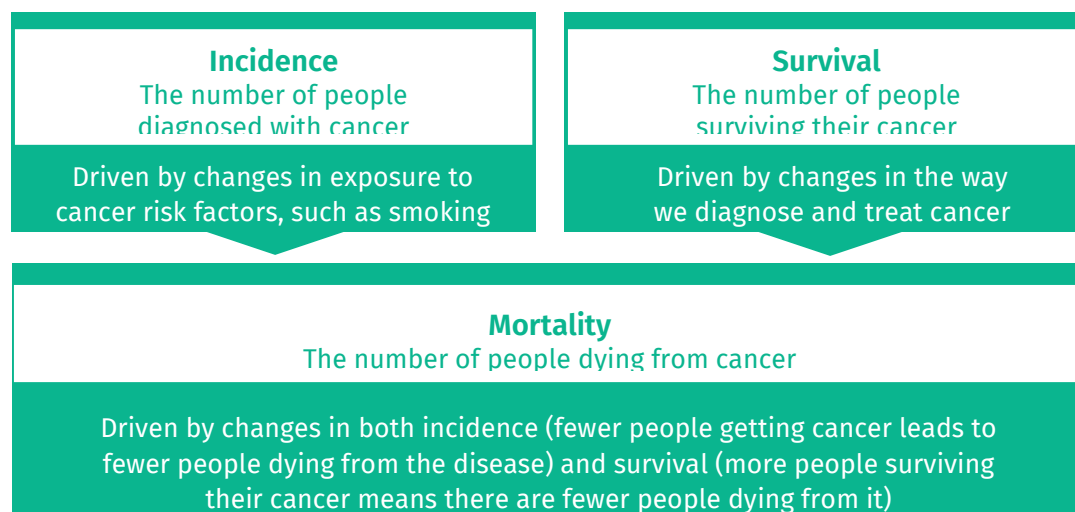 Incidence
The number of people
diagnosed with cancer
Driven by changes in exposure to
cancer risk factors, such as smoking
Survival
The number of people
surviving their cancer
Driven by changes in the way
we diagnose and treat cancer
Mortality
The number of people dying from cancer
Driven by changes in both incidence (fewer people getting cancer leads to
fewer people dying from the disease) and survival (more people surviving
their cancer means there are fewer people dying from it)